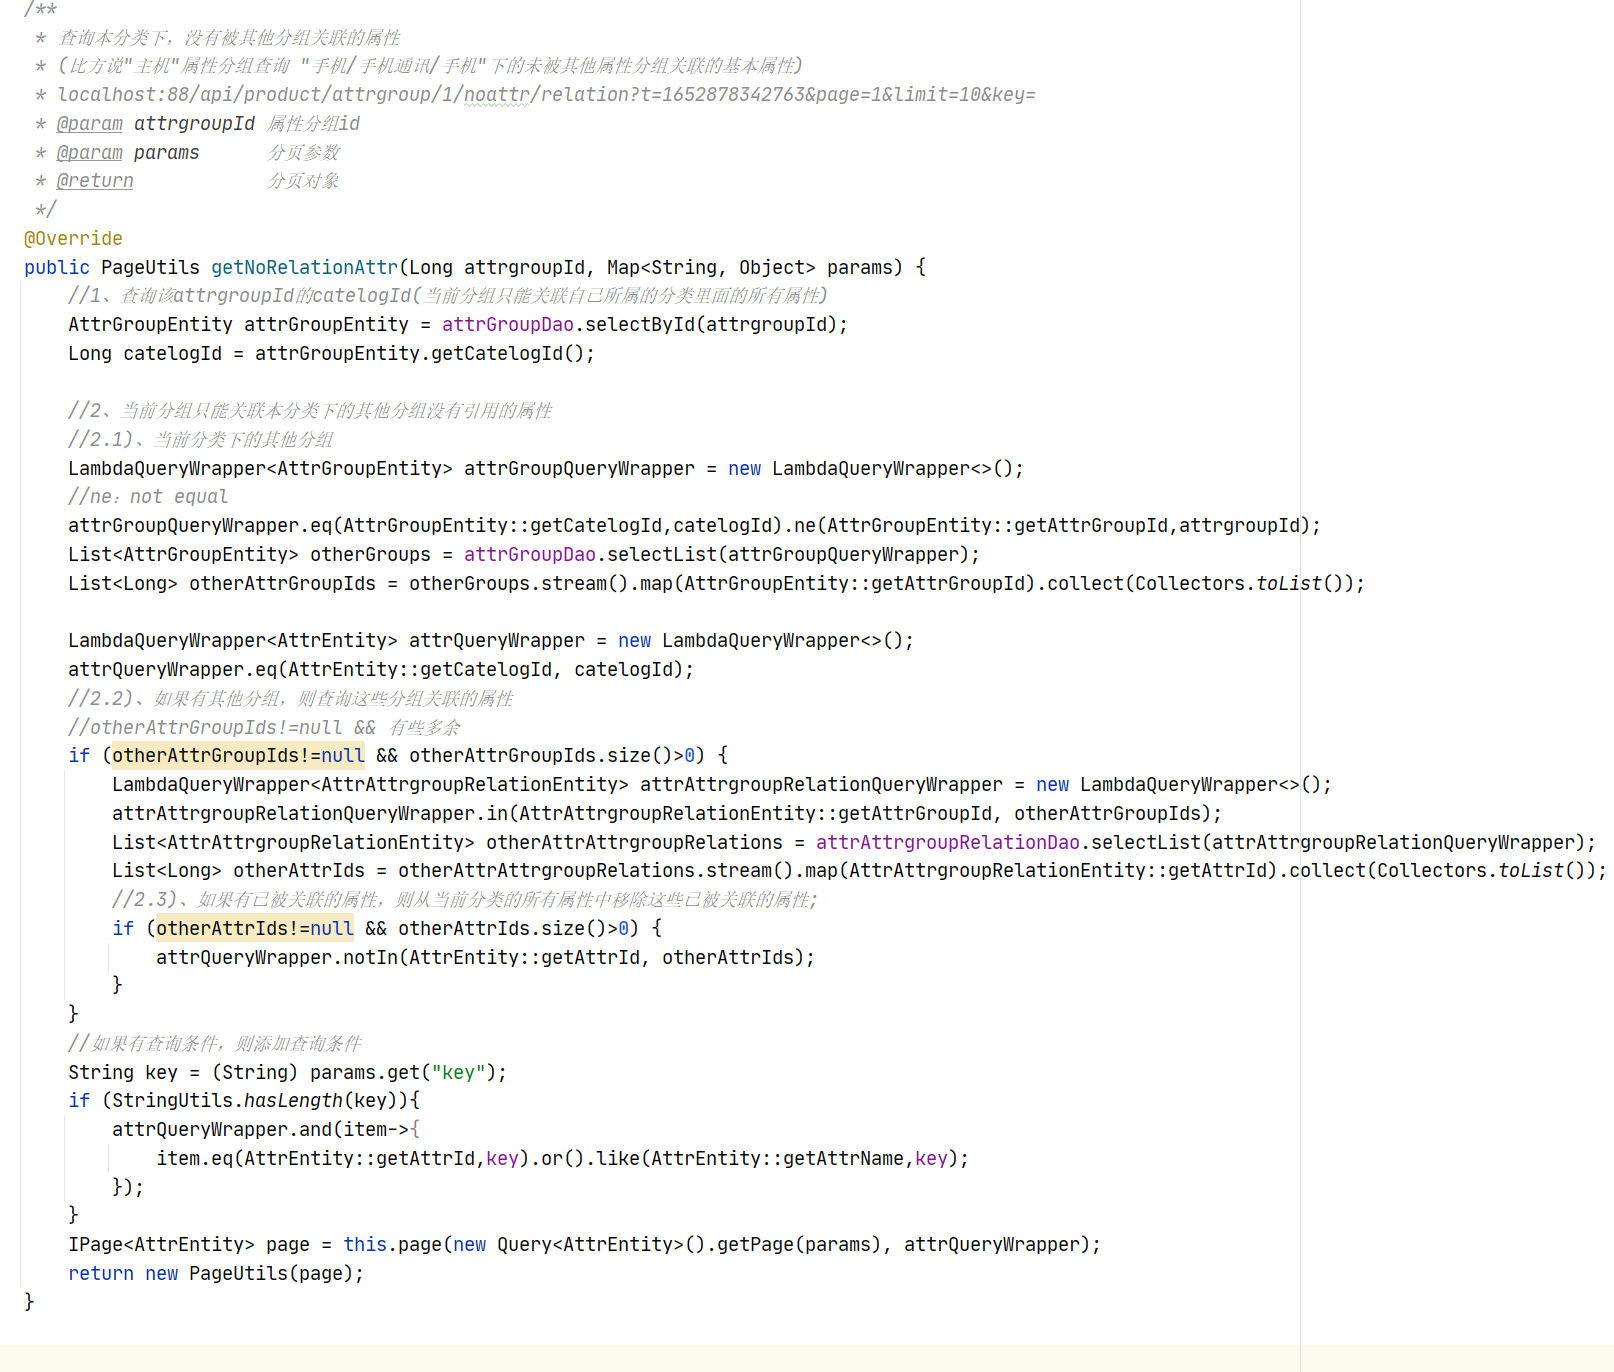 /**
 * 查询本分类下，没有被其他分组关联的属性
 * (比方说"主机"属性分组查询 "手机/手机通讯/手机"下的未被其他属性分组关联的基本属性)
 * localhost:88/api/product/attrgroup/1/noattr/relation?t=1652878342763&page=1&limit=10&key=
 * @param attrgroupId 属性分组id
 * @param params      分页参数
 * @return            分页对象
 */
@Override
public PageUtils getNoRelationAttr(Long attrgroupId, Map<String, Object> params) {
    //1、查询该attrgroupId的catelogId(当前分组只能关联自己所属的分类里面的所有属性)
    AttrGroupEntity attrGroupEntity = attrGroupDao.selectById(attrgroupId);
    Long catelogId = attrGroupEntity.getCatelogId();
    //2、当前分组只能关联本分类下的其他分组没有引用的属性
    //2.1)、当前分类下的其他分组
    LambdaQueryWrapper<AttrGroupEntity> attrGroupQueryWrapper = new LambdaQueryWrapper<>();
    //ne：not equal
    attrGroupQueryWrapper.eq(AttrGroupEntity::getCatelogId,catelogId).ne(AttrGroupEntity::getAttrGroupId,attrgroupId);
    List<AttrGroupEntity> otherGroups = attrGroupDao.selectList(attrGroupQueryWrapper);
    List<Long> otherAttrGroupIds = otherGroups.stream().map(AttrGroupEntity::getAttrGroupId).collect(Collectors.toList());
    LambdaQueryWrapper<AttrEntity> attrQueryWrapper = new LambdaQueryWrapper<>();
    attrQueryWrapper.eq(AttrEntity::getCatelogId, catelogId);
    //2.2)、如果有其他分组，则查询这些分组关联的属性
    //otherAttrGroupIds!=null && 有些多余
    if (otherAttrGroupIds!=null && otherAttrGroupIds.size()>0) {
        LambdaQueryWrapper<AttrAttrgroupRelationEntity> attrAttrgroupRelationQueryWrapper = new LambdaQueryWrapper<>();
        attrAttrgroupRelationQueryWrapper.in(AttrAttrgroupRelationEntity::getAttrGroupId, otherAttrGroupIds);
        List<AttrAttrgroupRelationEntity> otherAttrAttrgroupRelations = attrAttrgroupRelationDao.selectList(attrAttrgroupRelationQueryWrapper);
        List<Long> otherAttrIds = otherAttrAttrgroupRelations.stream().map(AttrAttrgroupRelationEntity::getAttrId).collect(Collectors.toList());
        //2.3)、如果有已被关联的属性，则从当前分类的所有属性中移除这些已被关联的属性;
        if (otherAttrIds!=null && otherAttrIds.size()>0) {
            attrQueryWrapper.notIn(AttrEntity::getAttrId, otherAttrIds);
        }
    }
    //如果有查询条件，则添加查询条件
    String key = (String) params.get("key");
    if (StringUtils.hasLength(key)){
        attrQueryWrapper.and(item->{
            item.eq(AttrEntity::getAttrId,key).or().like(AttrEntity::getAttrName,key);
        });
    }
    IPage<AttrEntity> page = this.page(new Query<AttrEntity>().getPage(params), attrQueryWrapper);
    return new PageUtils(page);
}